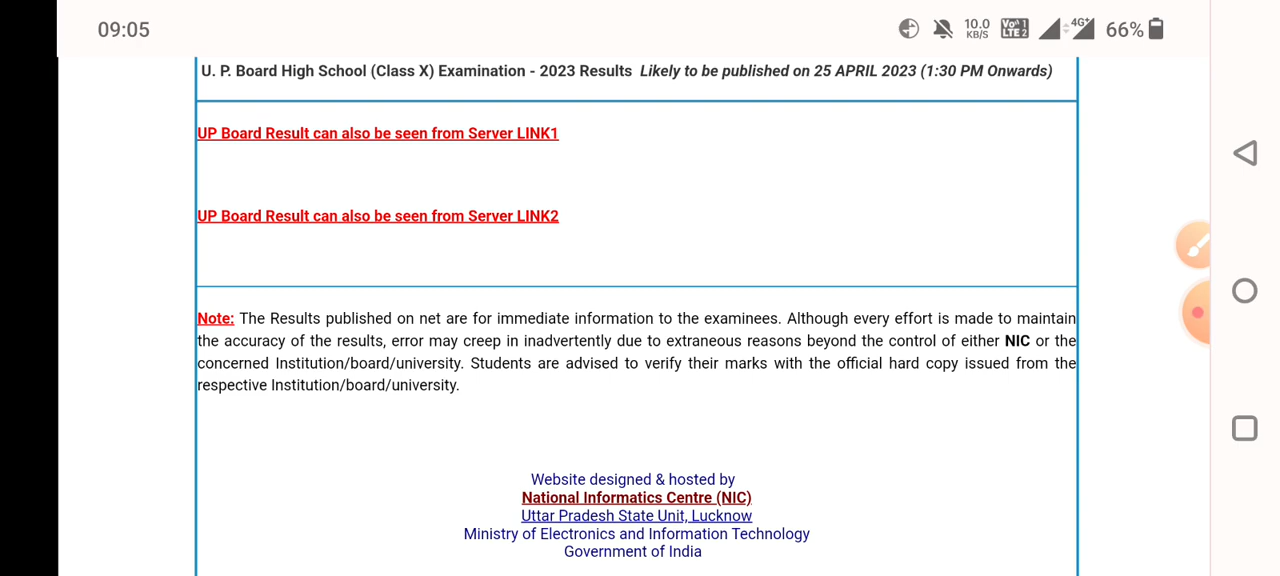 09:05
10.0
KB/S
Vo 1
LTE 2
4G+
66%
U. P. Board High School (Class X) Examination - 2023 Results Likely to be published on 25 APRIL 2023 (1:30 PM Onwards)
UP Board Result can also be seen from Server LINK1
UP Board Result can also be seen from Server LINK2
Note: The Results published on net are for immediate information to the examinees. Although every effort is made to maintain
the accuracy of the results, error may creep in inadvertently due to extraneous reasons beyond the control of either NIC or the
concerned Institution/board/university. Students are advised to verify their marks with the official hard copy issued from the
respective Institution/board/university.
Website designed & hosted by
National Informatics Centre (NIC)
Uttar Pradesh State Unit, Lucknow
Ministry of Electronics and Information Technology
Government of India